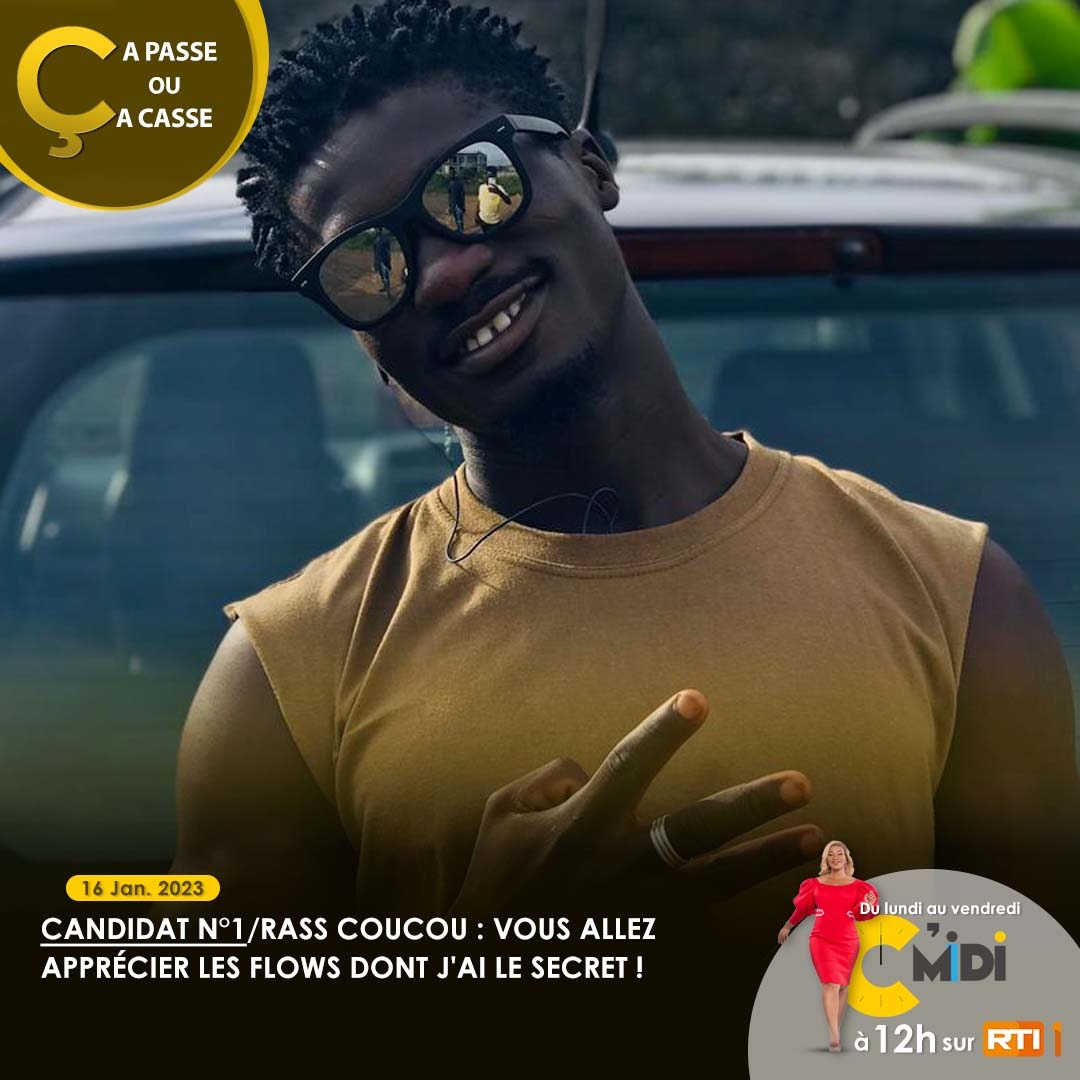 ÇA PASSE
OU
ÇA CASSE
16 Jan. 2023
CANDIDAT N°1/RASS COUCOU : VOUS ALLEZ
APPRÉCIER LES FLOWS DONT J'AI LE SECRET !
Du lundi au vendredi
C'MiDi
à 12h sur RTI 1